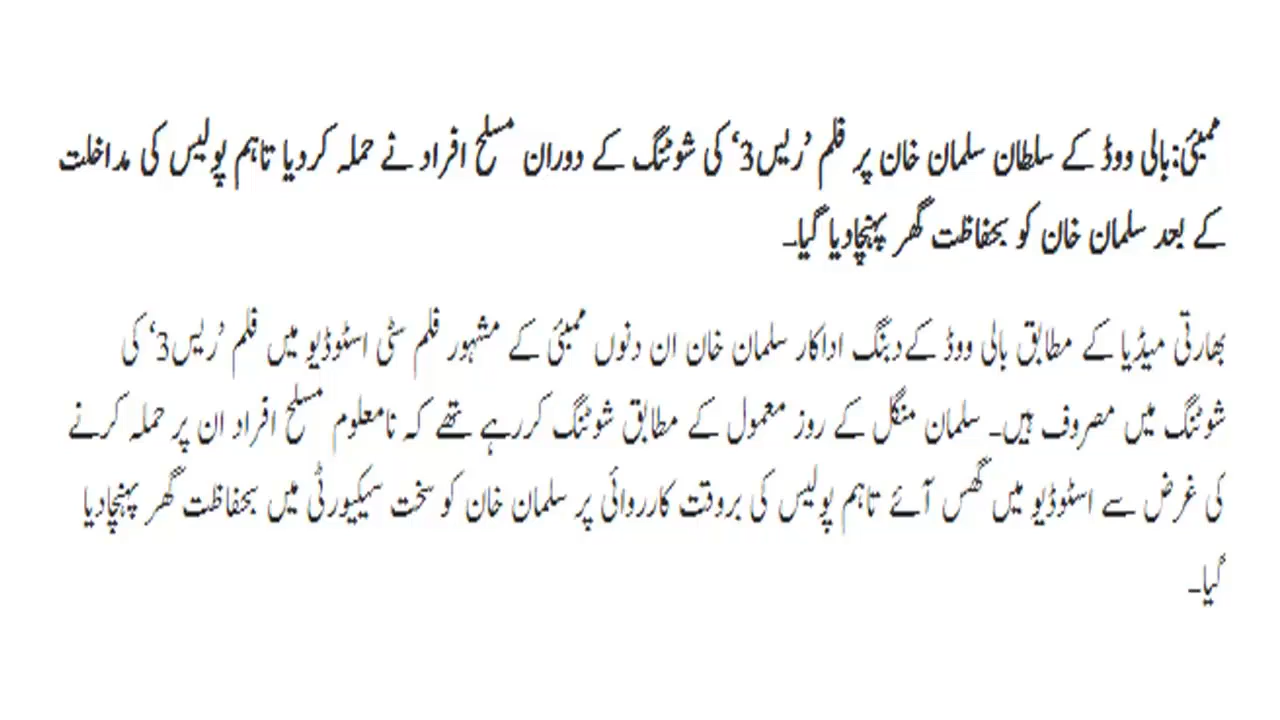 ممبئی:بالی ووڈ کے سلطان سلمان خان پر فلم ’ریس3‘ کی شوٹنگ کے دوران مسلح افراد نے حملہ کردیا تاہم پولیس کی مداخلت
کے بعد سلمان خان کو بحفاظت گھر پہنچادیا گیا۔
بھارتی میڈیا کے مطابق بالی ووڈ کے دبنگ اداکار سلمان خان ان دنوں ممبئی کے مشہور فلم سٹی اسٹوڈیو میں فلم ’ریس3‘ کی
شوٹنگ میں مصروف ہیں۔ سلمان منگل کے روز معمول کے مطابق شوٹنگ کررہے تھے کہ نامعلوم مسلح افراد ان پر حملہ کرنے
کی غرض سے اسٹوڈیو میں گھس آئے تاہم پولیس کی بروقت کارروائی پر سلمان خان کو سخت سیکیورٹی میں بحفاظت گھر پہنچادیا
گیا۔